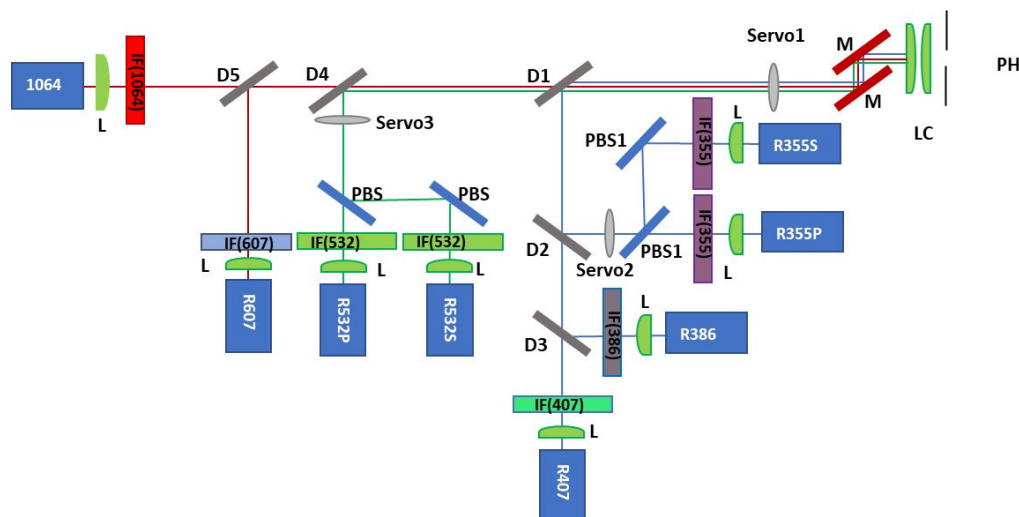 Servo1
M
PH
D5
D4
D1
1064
IF(1064)
L
M
LC
Servo3
PBS1
IF(355)
L
R355S
PBS
PBS
D2
Servo2
PBS1
IF(355)
L
R355P
IF(607)
IF(532)
IF(532)
L
L
L
R607
R532P
R532S
D3
IF(386)
L
R386
IF(407)
L
R407